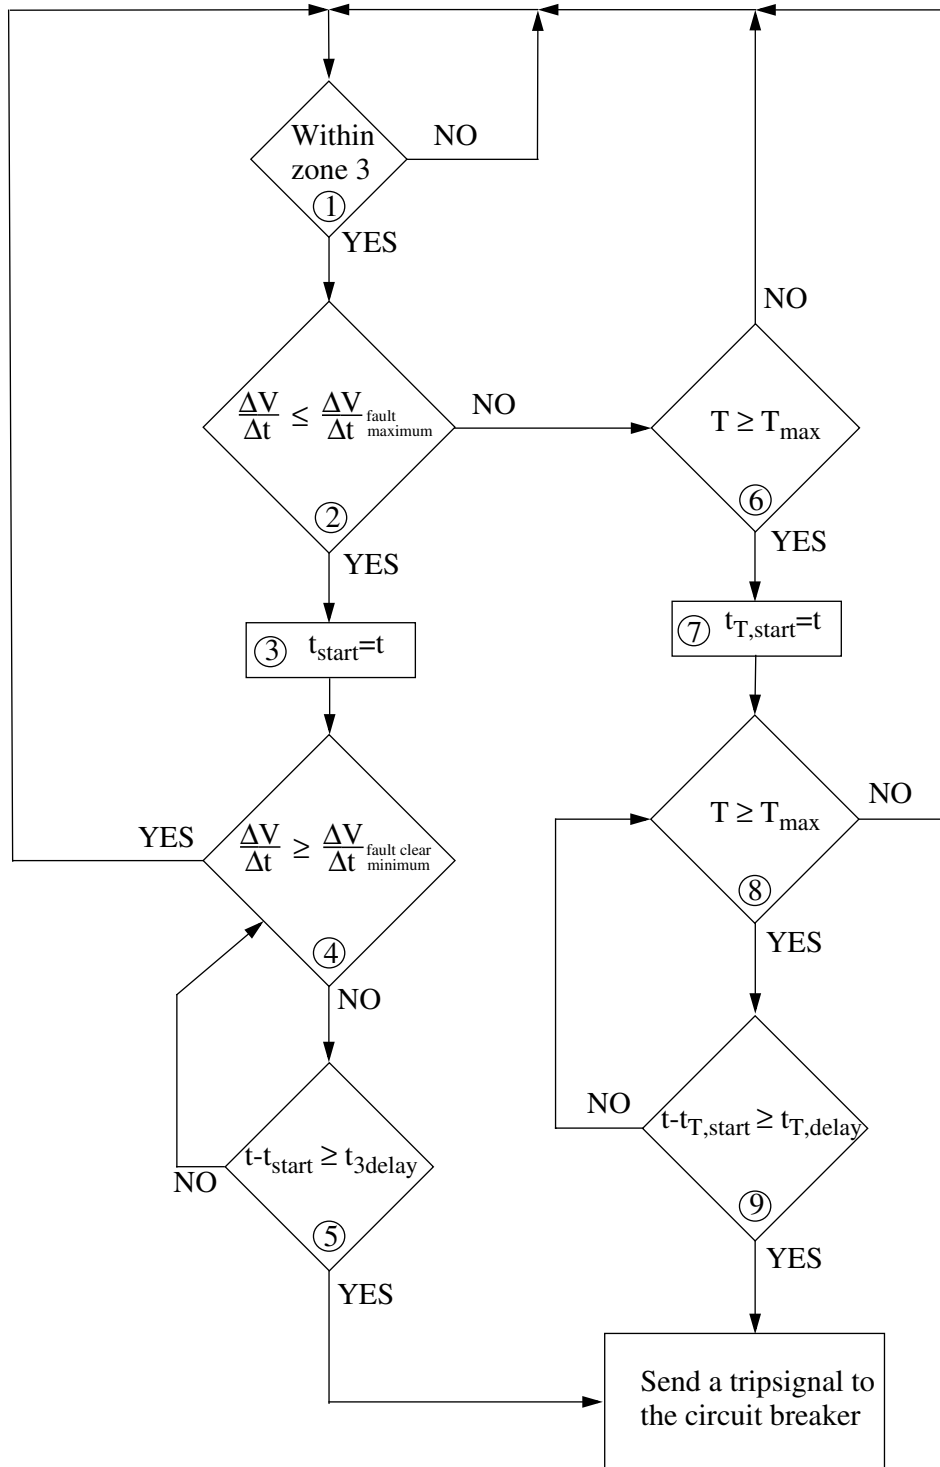 Within
zone 3
①
NO
YES
ΔV/Δt ≤ ΔV/Δt fault maximum
②
NO
YES
T ≥ Tmax
⑥
NO
YES
③ tstart=t
⑦ tT,start=t
ΔV/Δt ≥ ΔV/Δt fault clear minimum
④
YES
NO
T ≥ Tmax
⑧
NO
YES
t-tstart ≥ t3delay
⑤
NO
YES
t-tT,start ≥ tT,delay
⑨
NO
YES
Send a tripsignal to
the circuit breaker